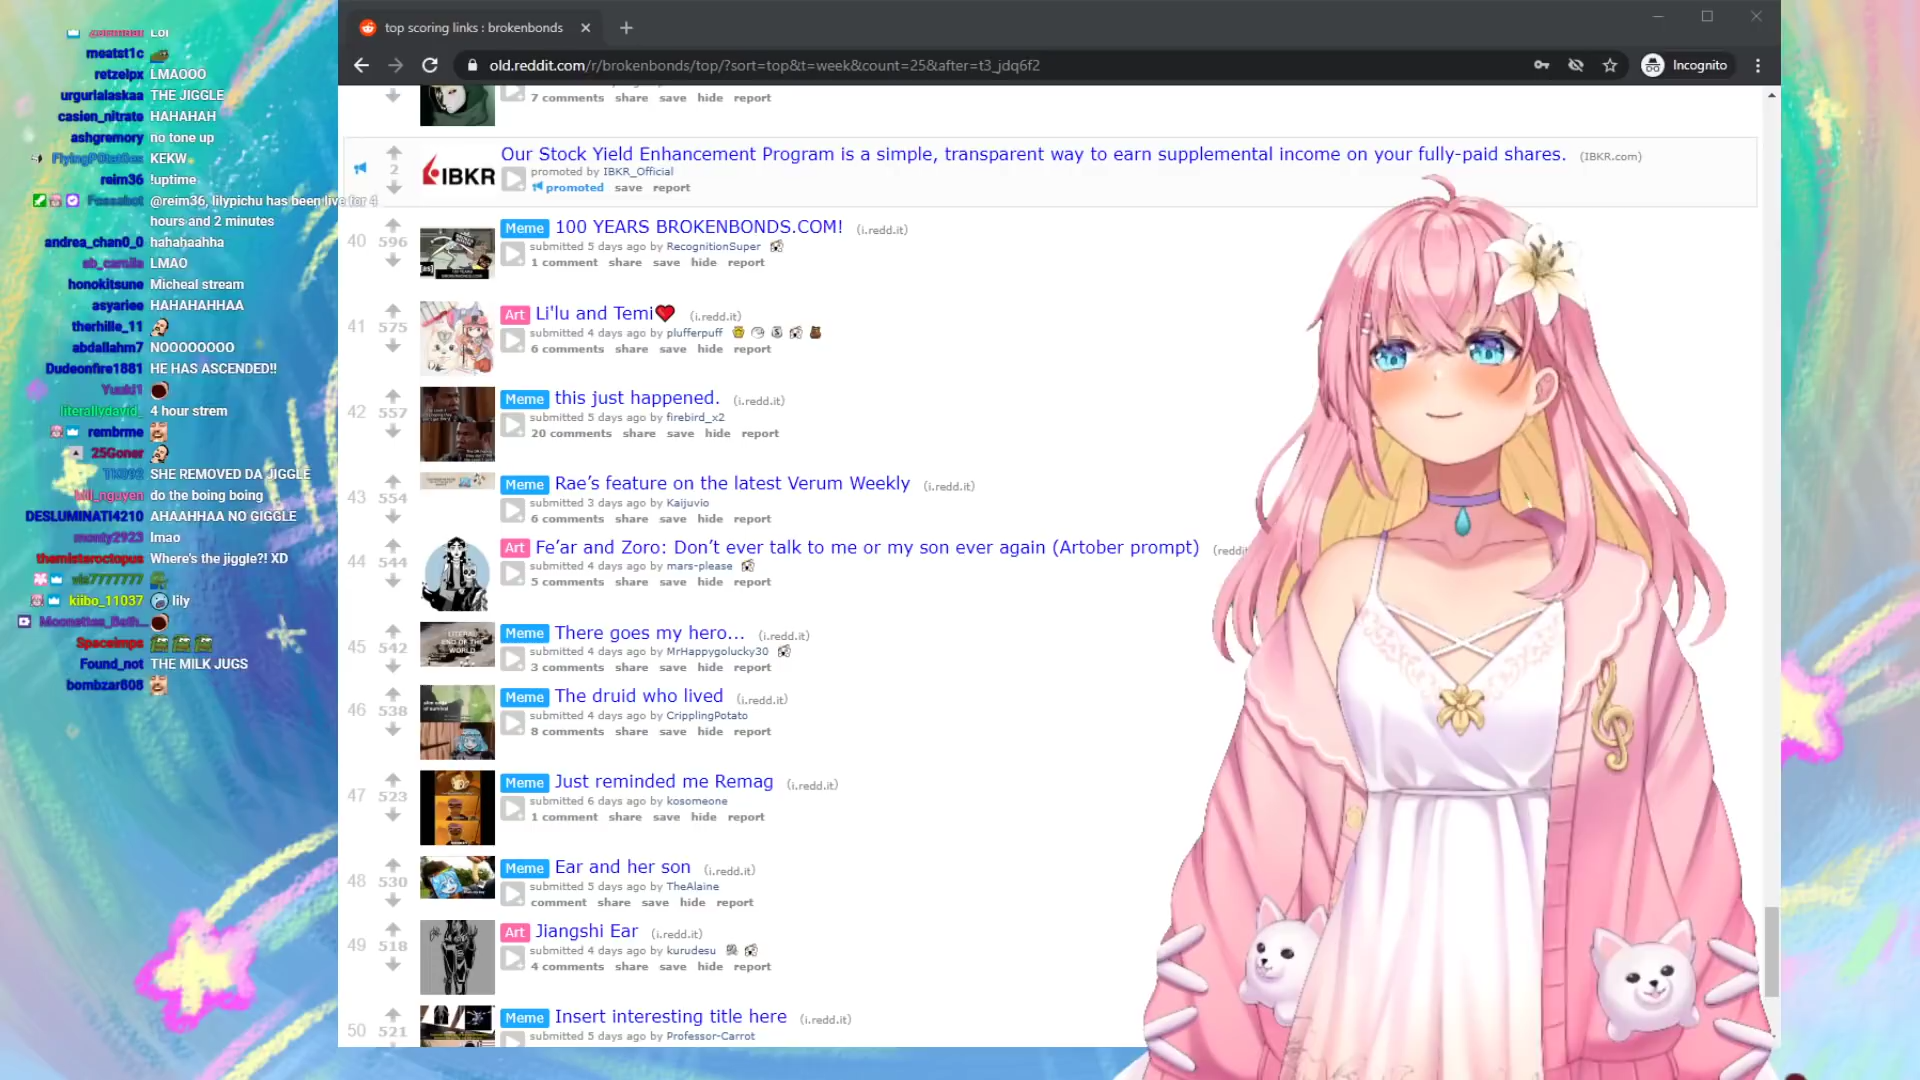 LOI
meatst1c
retzelpx LMAOOO
urgurlalaskaa THE JIGGLE
casien_nitrate HAHAHAH
ashgremory no tone up
FlyingP0tat0es KEKW
reim36 !uptime
Fossabot @reim36, lilypichu has been live for 4
hours and 2 minutes
andrea_chan0_0 hahahaahha
ab_camila LMAO
honokitsune Micheal stream
asyariee HAHAHAHHAA
therhille_11
abdallahm7 NOOOOOOOO
Dudeonfire1881 HE HAS ASCENDED!!
Yuuki1
literallydavid_ 4 hour strem
rembrme
25Goner
SHE REMOVED DA JIGGLE
kill_nguyen do the boing boing
DESLUMINATI4210 AHAAHHAA NO GIGGLE
monty2923 lmao
themisteroctopus Where's the jiggle?! XD
vis7777777
kiibo_11037 lily
Spaceimps
Found_not THE MILK JUGS
bombzar608
top scoring links : brokenbonds
old.reddit.com/r/brokenbonds/top/?sort=top&t=week&count=25&after=t3_jdq6f2
Incognito
7 comments share save hide report
2
IBKR
Our Stock Yield Enhancement Program is a simple, transparent way to earn supplemental income on your fully-paid shares. (IBKR.com)
promoted by IBKR_Official
promoted save report
40 596
Meme 100 YEARS BROKENBONDS.COM! (i.redd.it)
submitted 5 days ago by RecognitionSuper
1 comment share save hide report
41 575
Art Li'lu and Temi❤ (i.redd.it)
submitted 4 days ago by plufferpuff
6 comments share save hide report
42 557
Meme this just happened. (i.redd.it)
submitted 5 days ago by firebird_x2
20 comments share save hide report
43 554
Meme Rae’s feature on the latest Verum Weekly (i.redd.it)
submitted 3 days ago by Kaijuvio
6 comments share save hide report
44 544
Art Fe’ar and Zoro: Don’t ever talk to me or my son ever again (Artober prompt) (reddit
submitted 4 days ago by mars-please
5 comments share save hide report
45 542
Meme There goes my hero... (i.redd.it)
submitted 4 days ago by MrHappygolucky30
3 comments share save hide report
46 538
Meme The druid who lived (i.redd.it)
submitted 4 days ago by CripplingPotato
8 comments share save hide report
47 523
Meme Just reminded me Remag (i.redd.it)
submitted 6 days ago by kosomeone
1 comment share save hide report
48 530
Meme Ear and her son (i.redd.it)
submitted 5 days ago by TheAlaine
comment share save hide report
49 518
Art Jiangshi Ear (i.redd.it)
submitted 4 days ago by kurudesu
4 comments share save hide report
50 521
Meme Insert interesting title here (i.redd.it)
submitted 5 days ago by Professor-Carrot